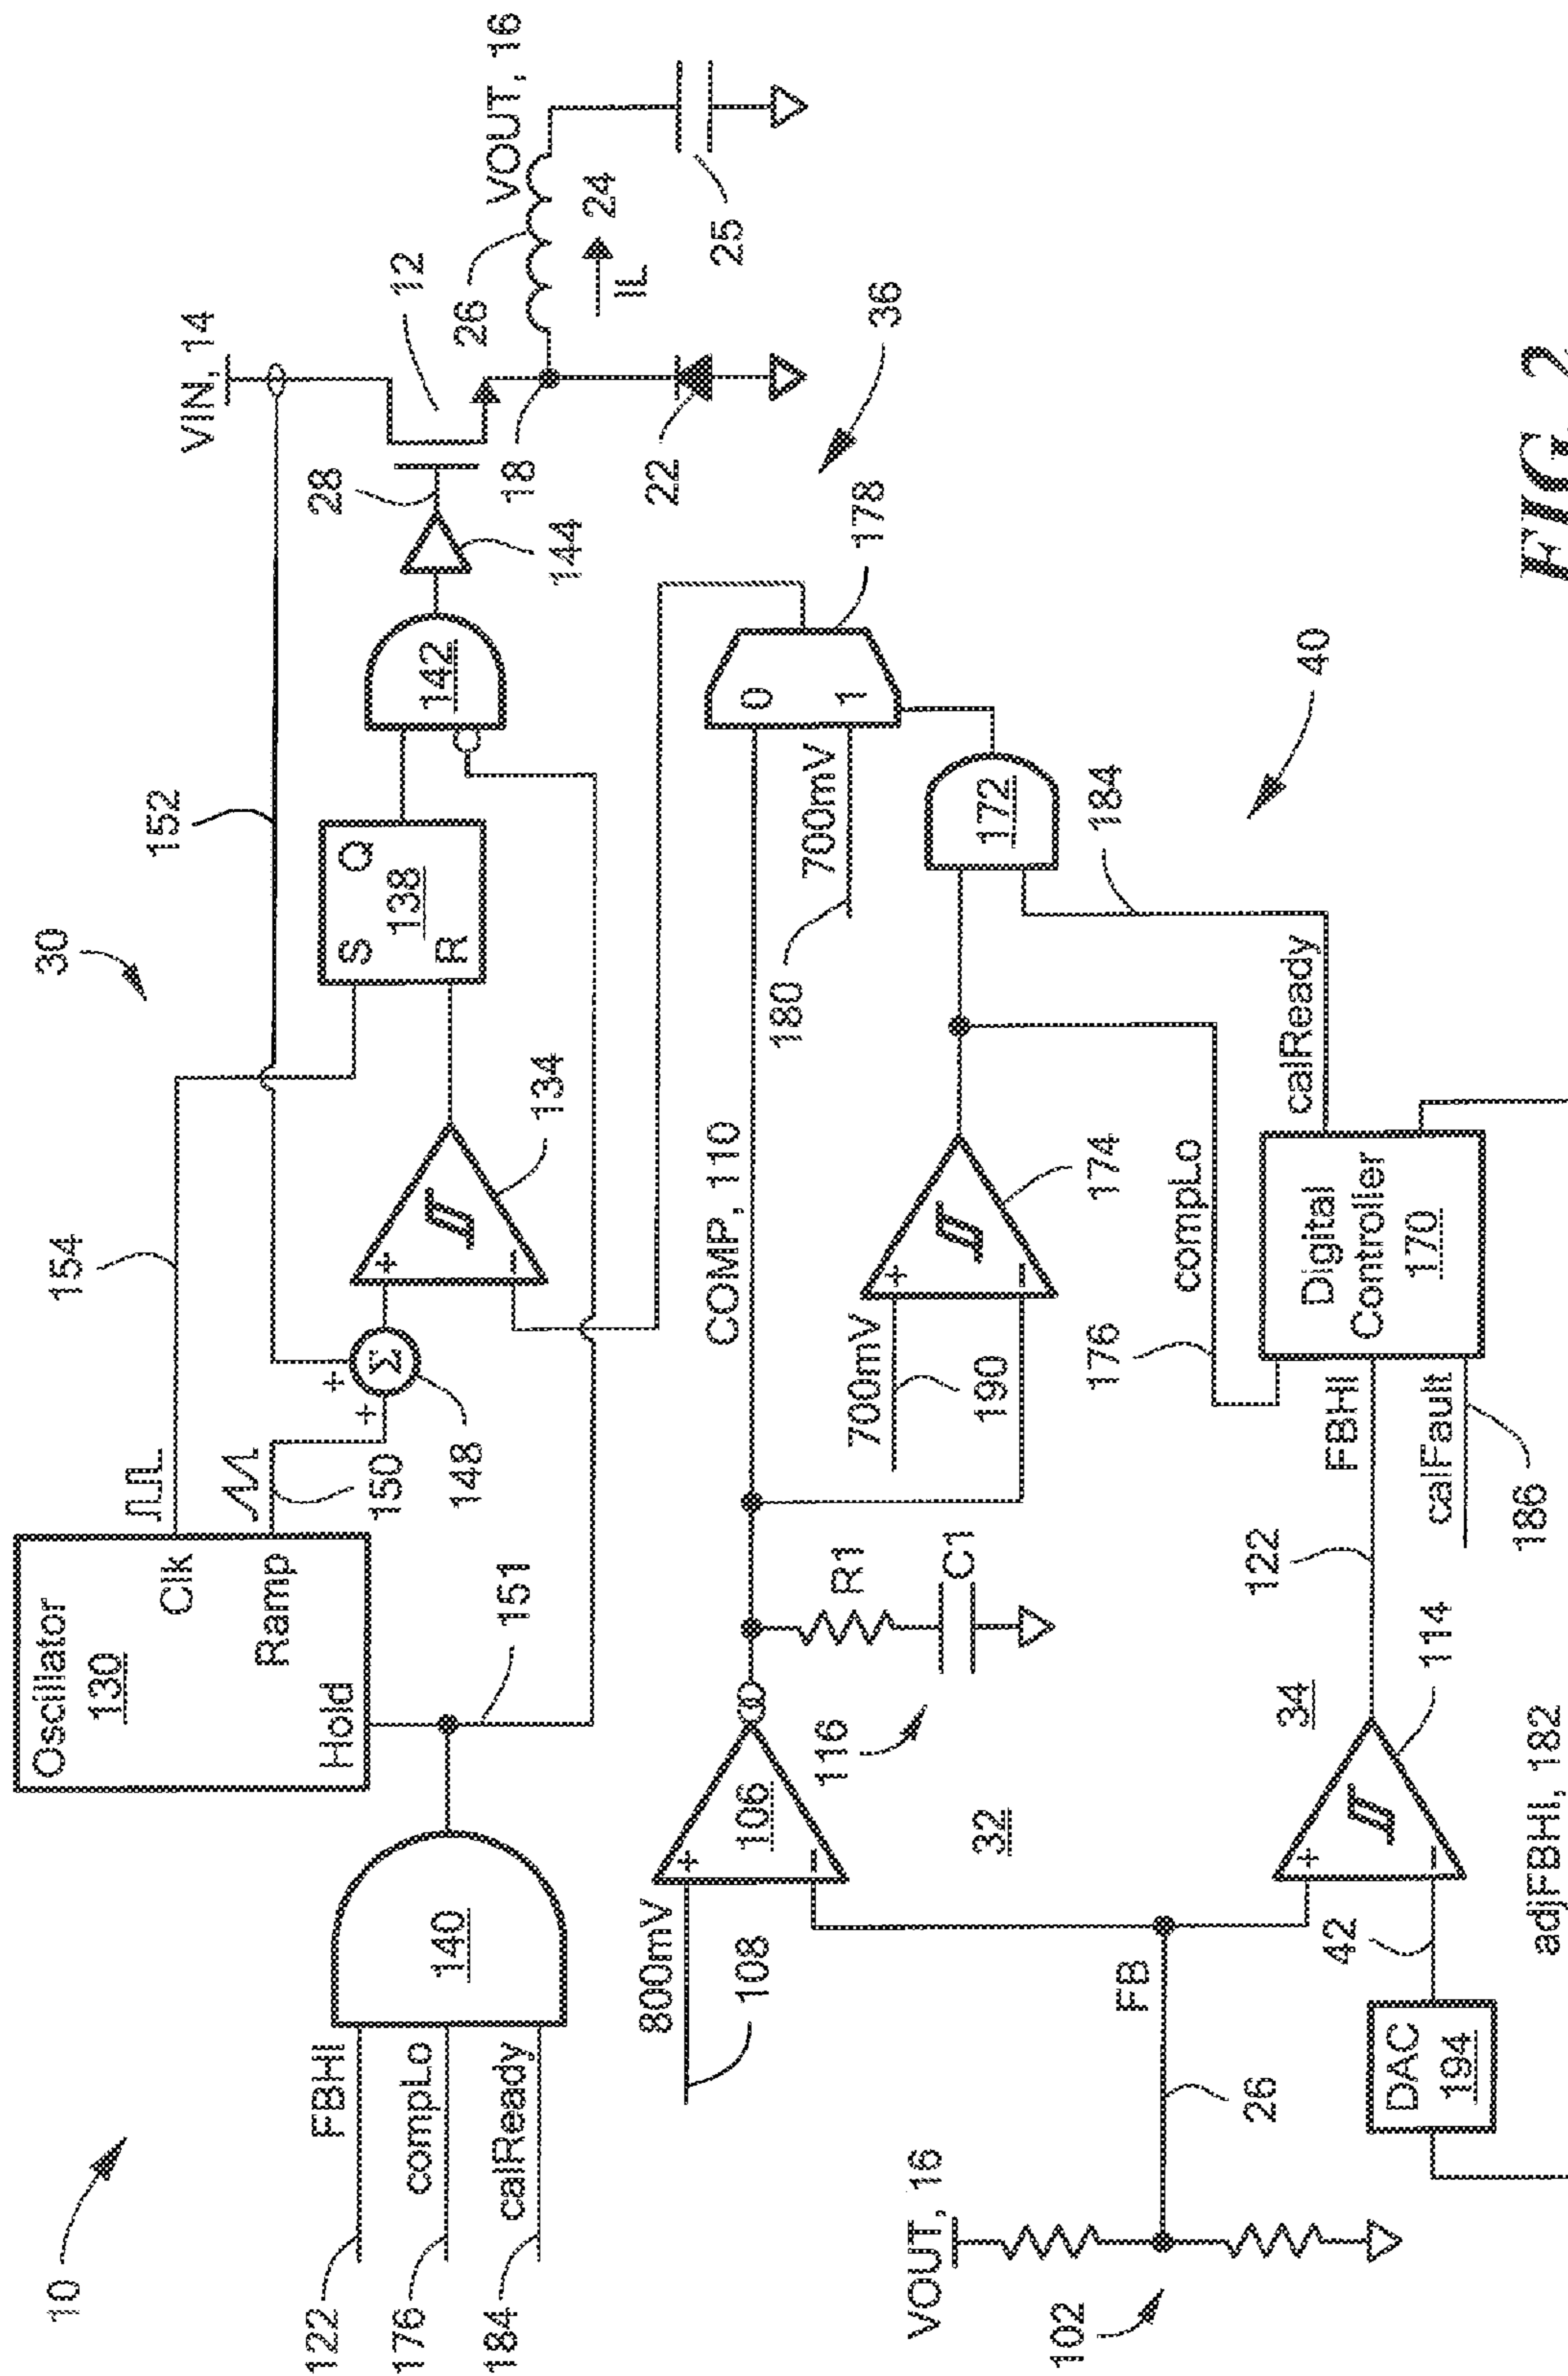 10
30
Oscillator
130
Clk
Ramp
Hold
154
152
VIN, 14
12
28
26
VOUT, 16
24
IL
25
18
22
144
142
S
Q
138
R
134
+
−
Σ
+
+
148
150
151
FBHI
compLo
calReady
122
176
184
140
36
178
0
1
700mV
180
COMP, 110
800mV
108
+
−
106
116
R1
C1
32
700mV
190
+
−
174
172
184
40
compLo
176
calReady
Digital
Controller
170
FBHI
calFault
186
122
34
114
+
−
42
DAC
194
adjFBHI, 182
FB
26
VOUT, 16
102
FIG. 2